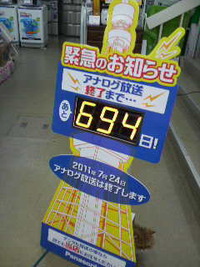 緊急のお知らせ
アナログ放送
終了まで…
あと
694
日!
2011年7月24日
アナログ放送は終了します
Panasonic